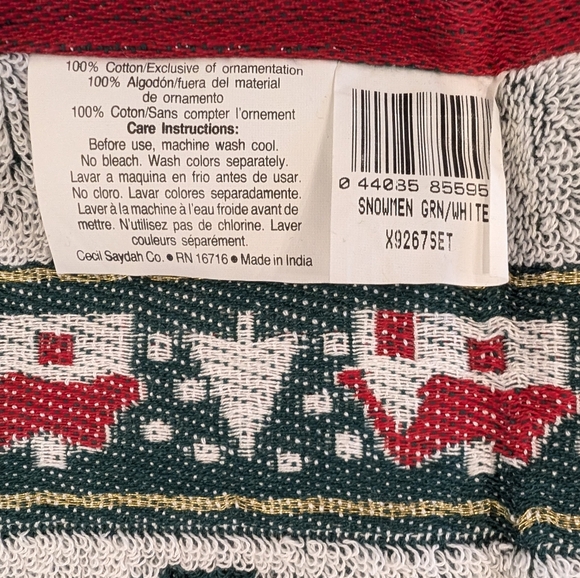 100% Cotton/Exclusive of ornamentation
100% Algodón/fuera del material
de ornamento
100% Coton/Sans compter l'ornement
Care Instructions:
Before use, machine wash cool.
No bleach. Wash colors separately.
Lavar a maquina en frio antes de usar.
No cloro. Lavar colores separadamente.
Laver à la machine à l'eau froide avant de
mettre. N'utilisez pas de chlorine. Laver
couleurs séparément.
Cecil Saydah Co. • RN 16716 • Made in India
0 44085 85595
SNOWMEN GRN/WHITE
X9267SET